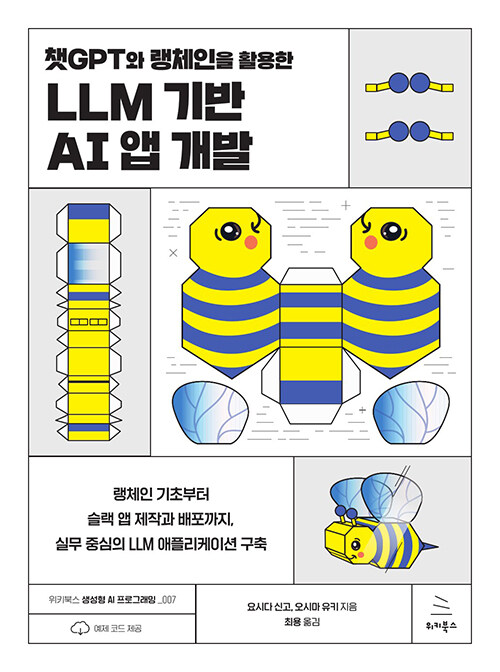 챗GPT와 랭체인을 활용한
LLM 기반
AI 앱 개발
랭체인 기초부터
슬랙 앱 제작과 배포까지,
실무 중심의 LLM 애플리케이션 구축
위키북스 생성형 AI 프로그래밍 _007
예제 코드 제공
요시다 신고, 오시마 유키 지음
최용 옮김
위키북스